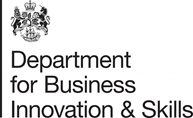 Department
for Business
Innovation & Skills